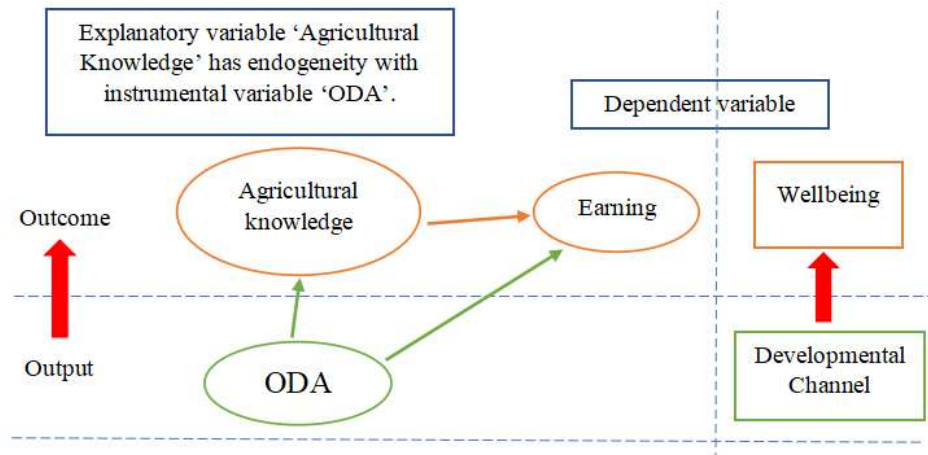 Explanatory variable ‘Agricultural
Knowledge’ has endogeneity with
instrumental variable ‘ODA’.
Dependent variable
Agricultural
knowledge
Earning
Wellbeing
Outcome
Output
ODA
Developmental
Channel